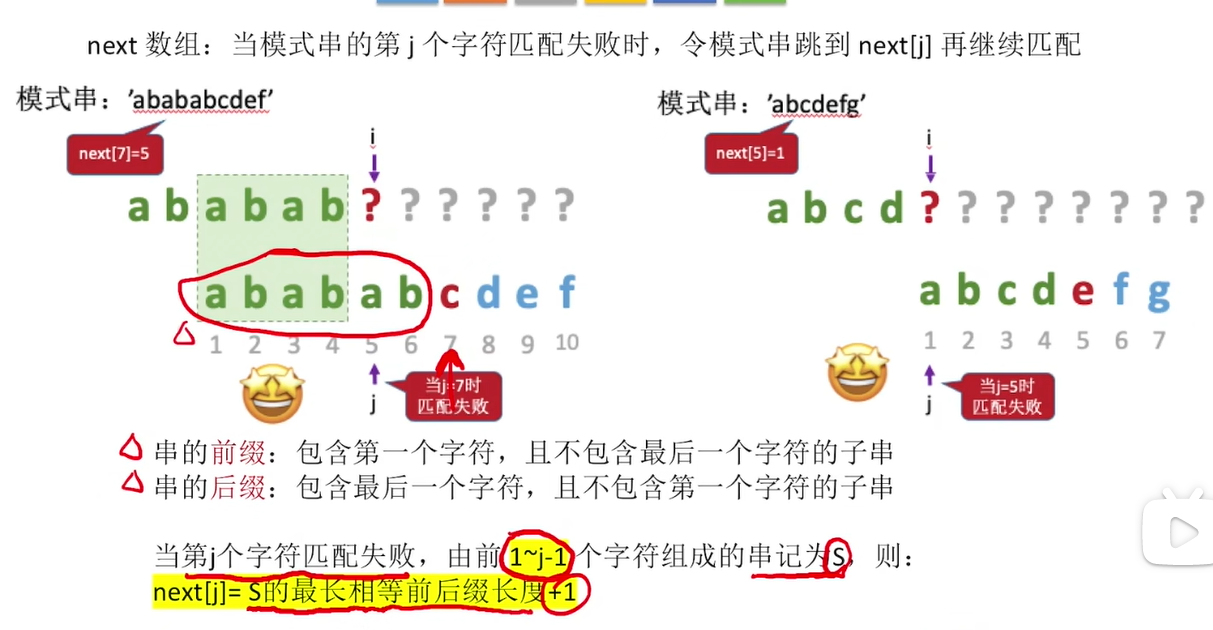 next 数组：当模式串的第 j 个字符匹配失败时，令模式串跳到 next[j] 再继续匹配
模式串：'abababcdef'
next[7]=5
i
a b a b a b ? ? ? ? ? ?
a b a b a b c d e f
1 2 3 4 5 6 7 8 9 10
j
当j=7时
匹配失败
模式串：'abcdefg'
next[5]=1
i
a b c d ? ? ? ? ? ? ? ?
a b c d e f g
1 2 3 4 5 6 7
j
当j=5时
匹配失败
串的前缀：包含第一个字符，且不包含最后一个字符的子串
串的后缀：包含最后一个字符，且不包含第一个字符的子串
当第j个字符匹配失败，由前 1~j-1 个字符组成的串记为S，则：
next[j]= S的最长相等前后缀长度+1